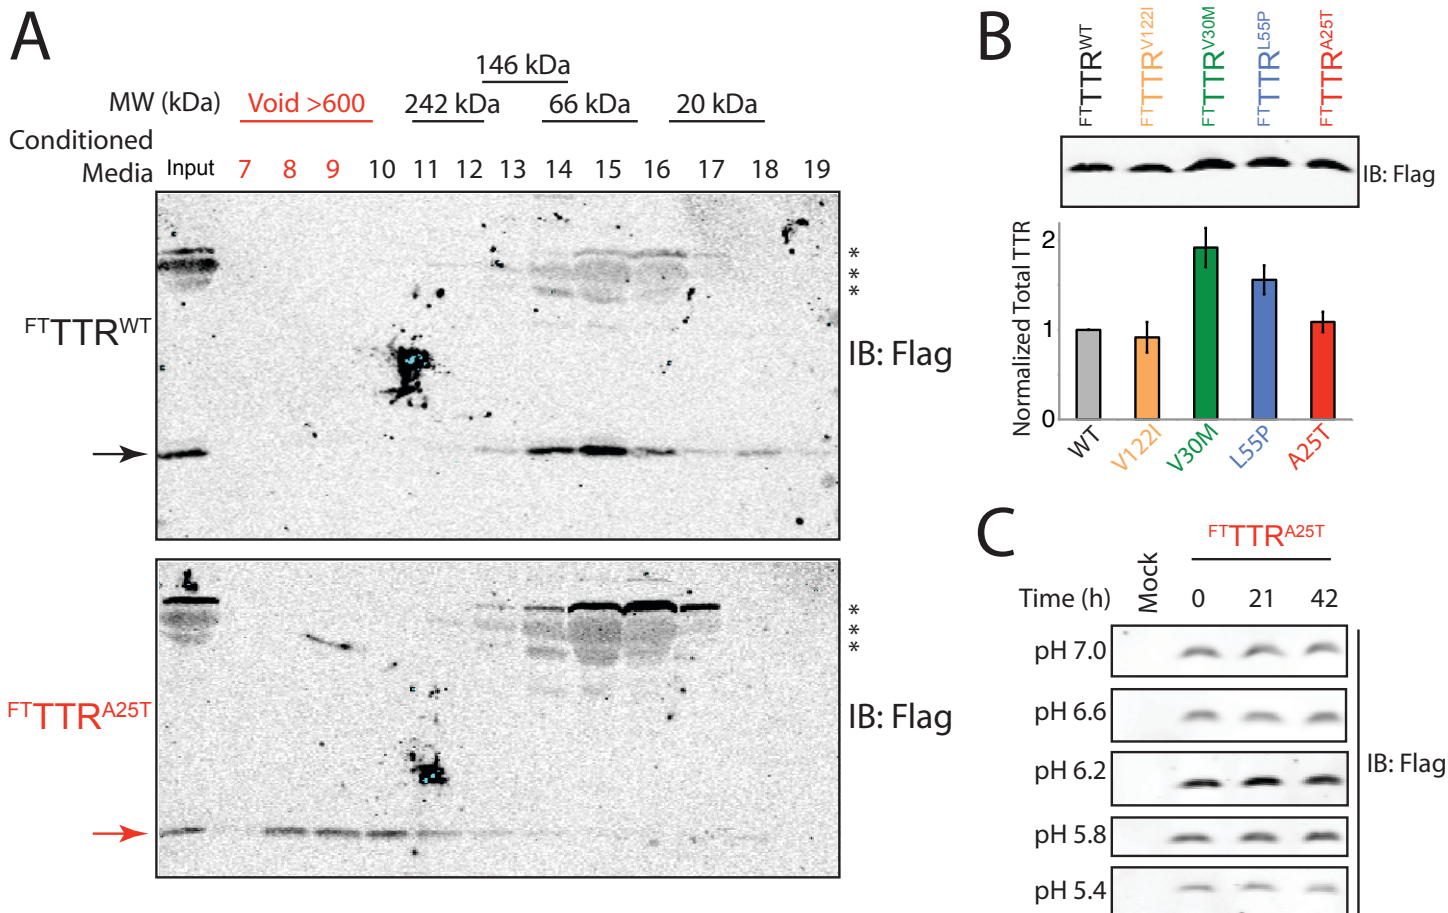 A
146 kDa
MW (kDa) Void >600 242 kDa 66 kDa 20 kDa
Conditioned
Media Input 7 8 9 10 11 12 13 14 15 16 17 18 19
*
*
*
FTTTRWT
IB: Flag
*
*
*
FTTTRA25T
IB: Flag
B
FTTTRWT FTTTRV122I FTTTRV30M FTTTRL55P FTTTRA25T
IB: Flag
Normalized Total TTR
2
1
0
WT V122I V30M L55P A25T
C
FTTTRA25T
Time (h) Mock 0 21 42
pH 7.0
pH 6.6
pH 6.2
IB: Flag
pH 5.8
pH 5.4